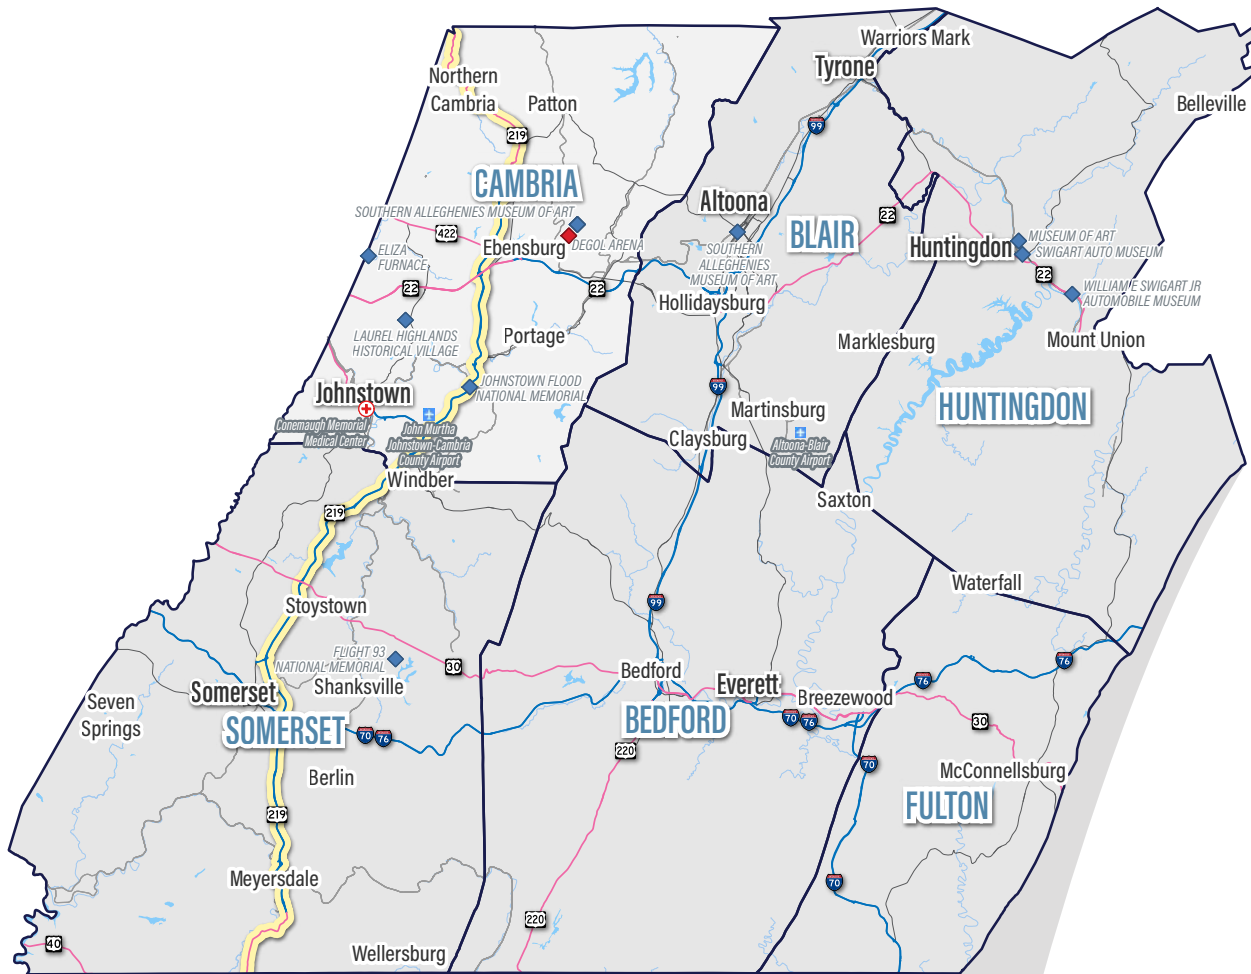 Warriors Mark
Tyrone
Northern
Cambria
Patton
Belleville
219
99
CAMBRIA
Altoona
SOUTHERN ALLEGHENIES MUSEUM OF ART
422
Ebensburg
DEGOL ARENA
BLAIR
22
Huntingdon
MUSEUM OF ART
SWIGART AUTO MUSEUM
ELIZA
FURNACE
SOUTHERN
ALLEGHENIES
MUSEUM OF ART
22
22
22
WILLIAM E SWIGART JR
AUTOMOBILE MUSEUM
Hollidaysburg
LAUREL HIGHLANDS
HISTORICAL VILLAGE
Portage
Marklesburg
Mount Union
Johnstown
JOHNSTOWN FLOOD
NATIONAL MEMORIAL
99
HUNTINGDON
Conemaugh Memorial
Medical Center
John Murtha
Johnstown-Cambria
County Airport
Martinsburg
Claysburg
Altoona-Blair
County Airport
Windber
Saxton
219
Waterfall
Stoystown
99
FLIGHT 93
NATIONAL MEMORIAL
30
76
Bedford
Somerset
Shanksville
Everett
Breezewood
76
Seven
Springs
SOMERSET
BEDFORD
70
76
30
70
76
220
70
Berlin
McConnellsburg
219
FULTON
Meyersdale
70
220
40
Wellersburg